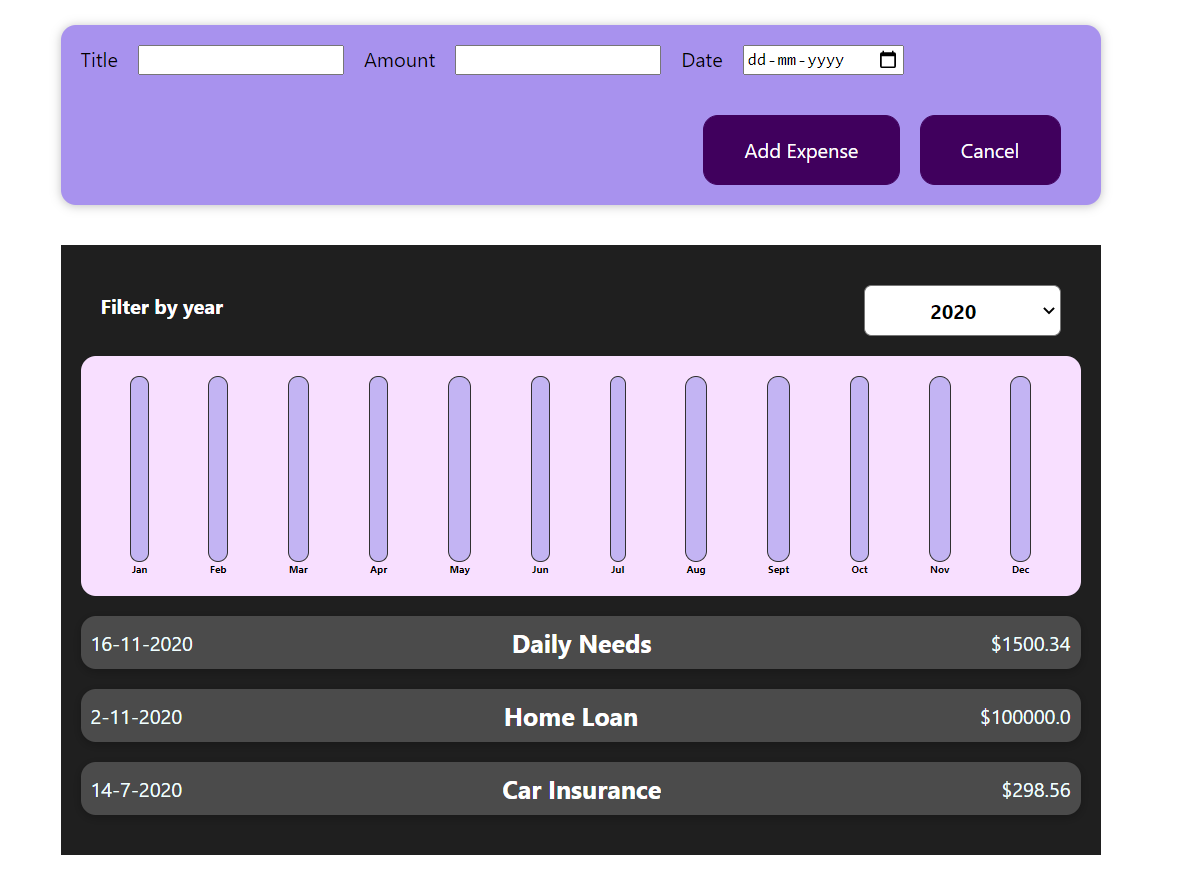 Title Amount Date dd-mm-yyyy
Add Expense Cancel
Filter by year 2020
Jan Feb Mar Apr May Jun Jul Aug Sept Oct Nov Dec
16-11-2020 Daily Needs $1500.34
2-11-2020 Home Loan $100000.0
14-7-2020 Car Insurance $298.56